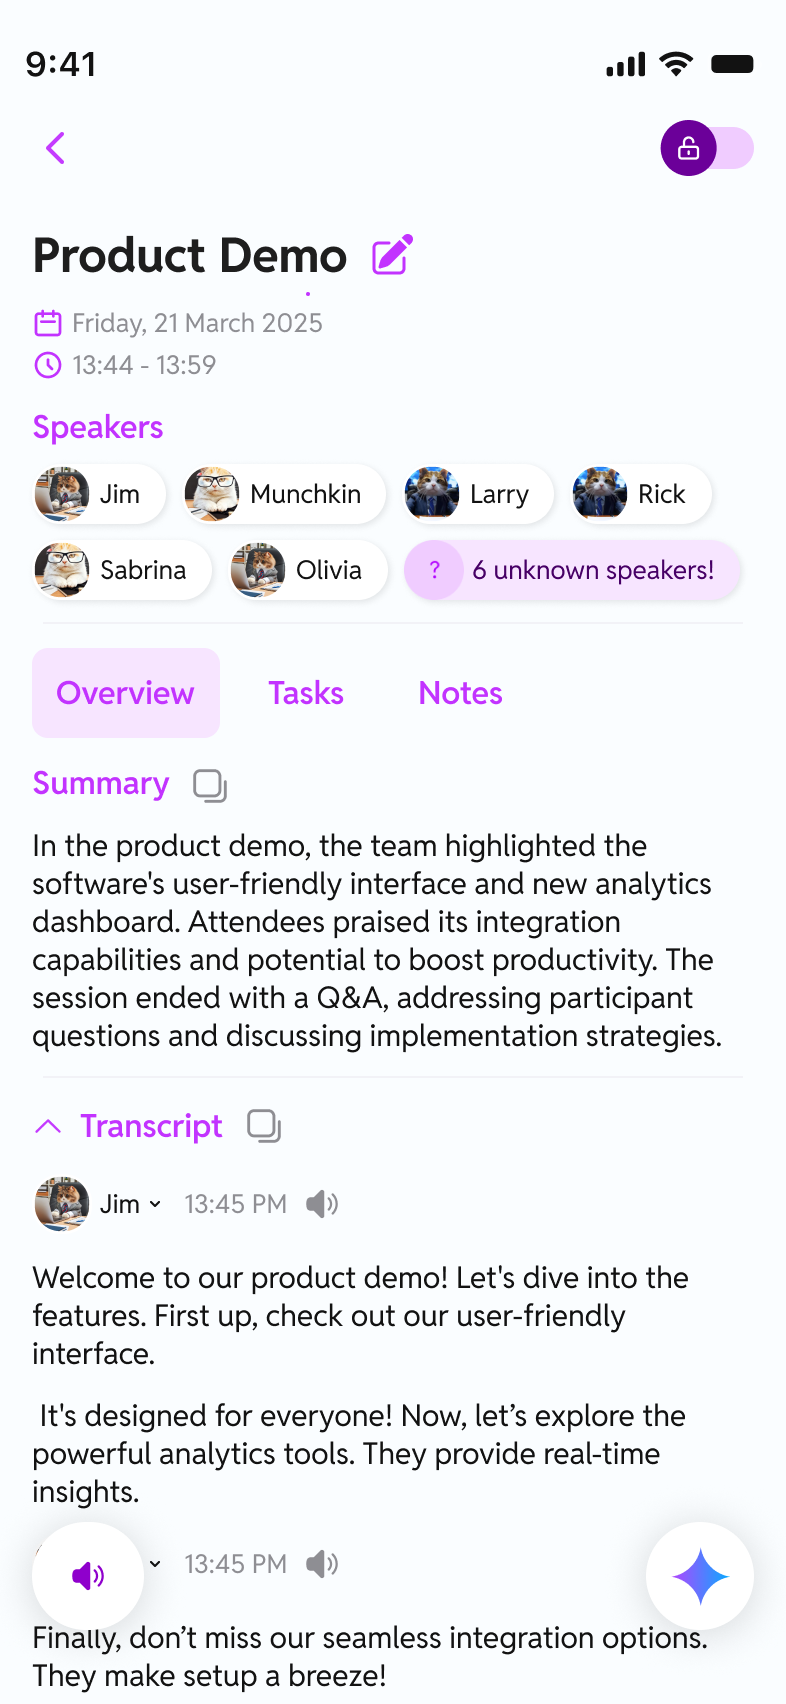 9:41
Product Demo
Friday, 21 March 2025
13:44 - 13:59
Speakers
Jim
Munchkin
Larry
Rick
Sabrina
Olivia
? 6 unknown speakers!
Overview
Tasks
Notes
Summary
In the product demo, the team highlighted the
software's user-friendly interface and new analytics
dashboard. Attendees praised its integration
capabilities and potential to boost productivity. The
session ended with a Q&A, addressing participant
questions and discussing implementation strategies.
Transcript
Jim 13:45 PM
Welcome to our product demo! Let's dive into the
features. First up, check out our user-friendly
interface.
It's designed for everyone! Now, let’s explore the
powerful analytics tools. They provide real-time
insights.
13:45 PM
Finally, don’t miss our seamless integration options.
They make setup a breeze!